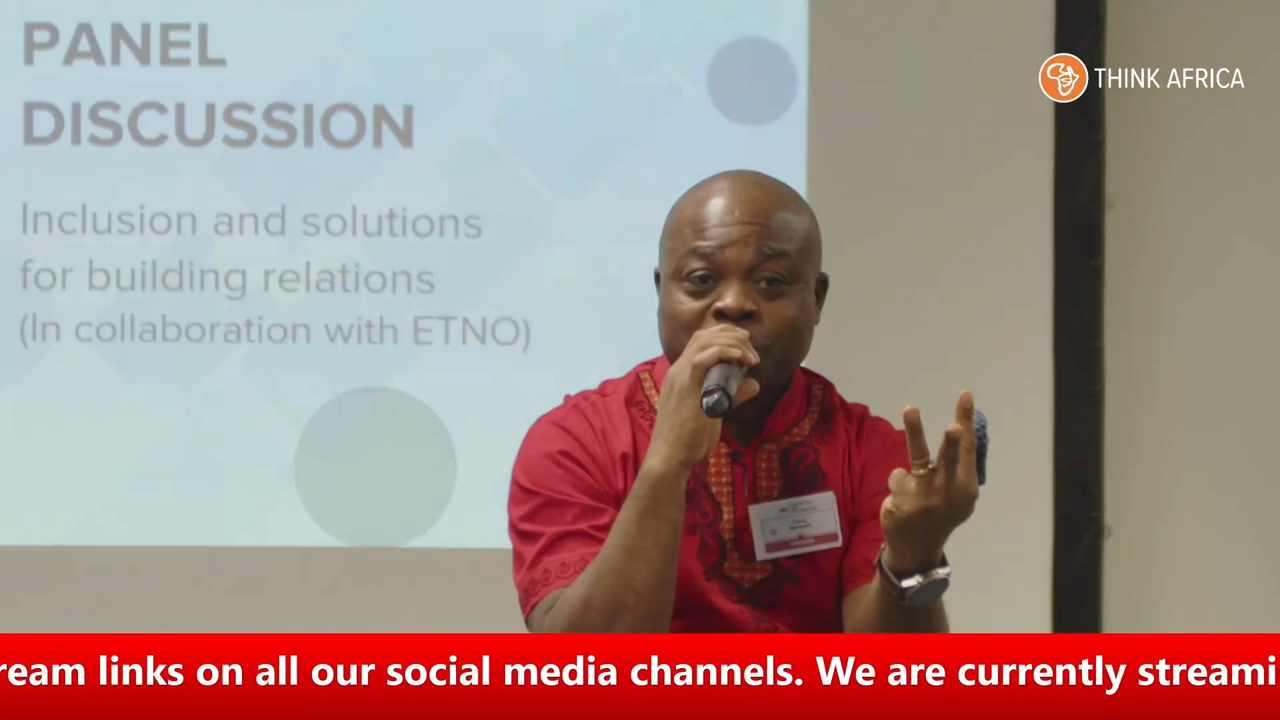 PANEL
DISCUSSION
Inclusion and solutions
for building relations
(In collaboration with ETNO)
THINK AFRICA
ream links on all our social media channels. We are currently streami